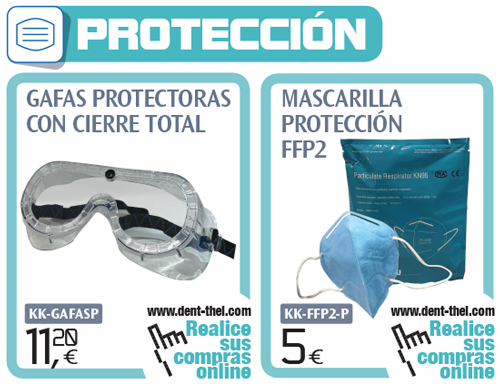 PROTECCIÓN
GAFAS PROTECTORAS
CON CIERRE TOTAL
KK-GAFASP
11,20 €
www.dent-thel.com
Realice
sus
compras
online
MASCARILLA
PROTECCIÓN
FFP2
Particulate Respirator KN95
CE
KK-FFP2-P
5 €
www.dent-thel.com
Realice
sus
compras
online